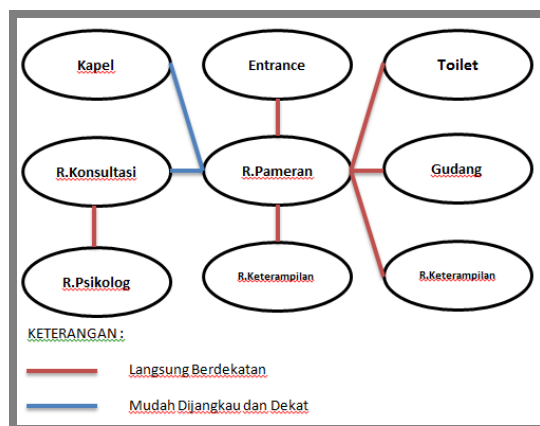 Kapel
Entrance
Toilet
R.Konsultasi
R.Pameran
Gudang
R.Psikolog
R.Keterampilan
R.Keterampilan
KETERANGAN :
Langsung Berdekatan
Mudah Dijangkau dan Dekat